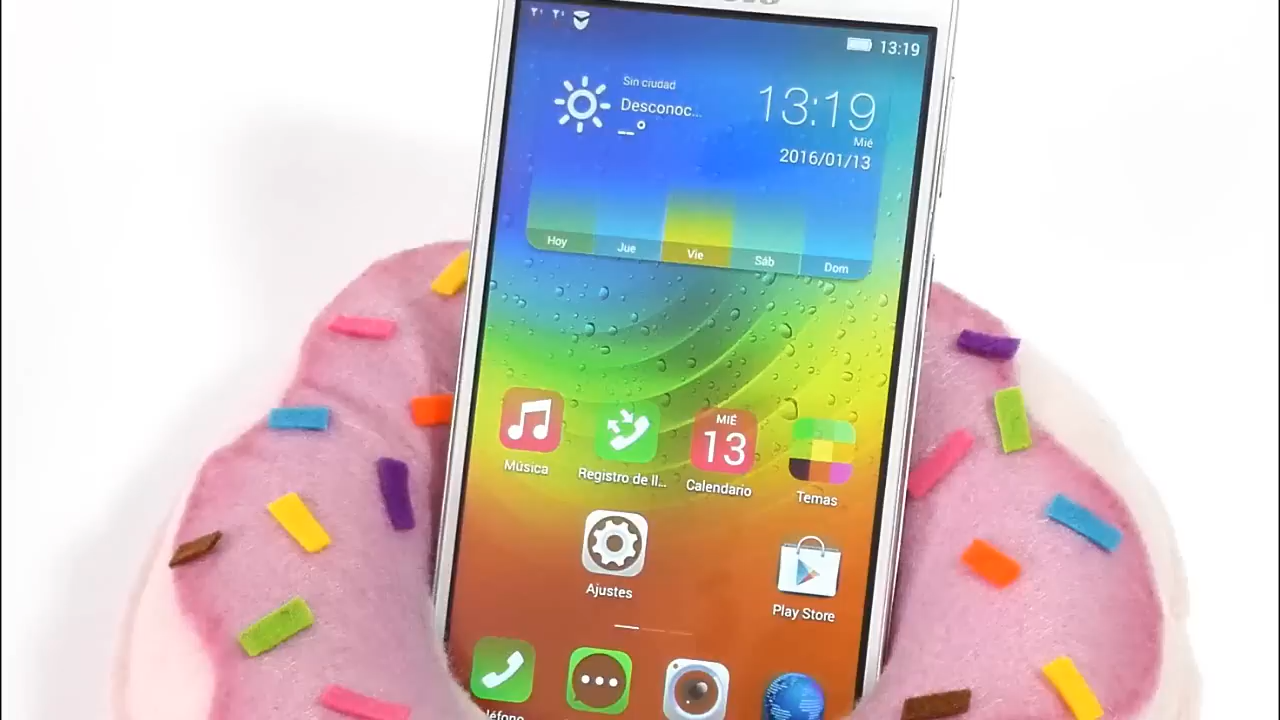 13:19
Sin ciudad
Desconoc...
_°
13:19
Mié
2016/01/13
Hoy Jue Vie Sáb Dom
MIÉ
13
Música Registro de ll... Calendario Temas
Ajustes Play Store